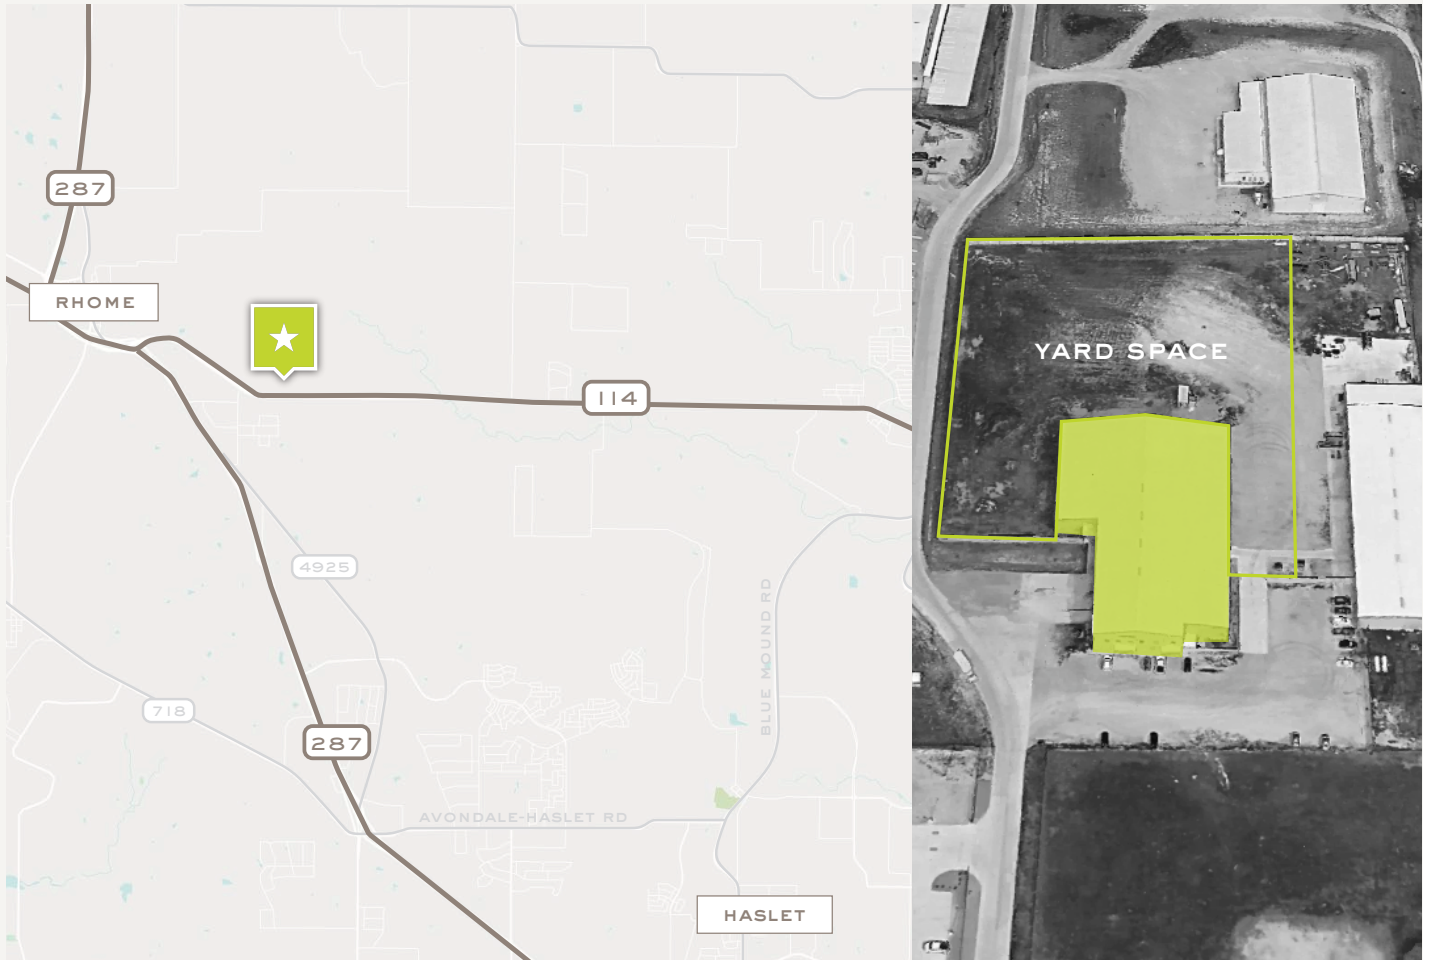 287
RHOME
114
YARD SPACE
4925
BLUE MOUND RD
718
287
AVONDALE-HASLET RD
HASLET